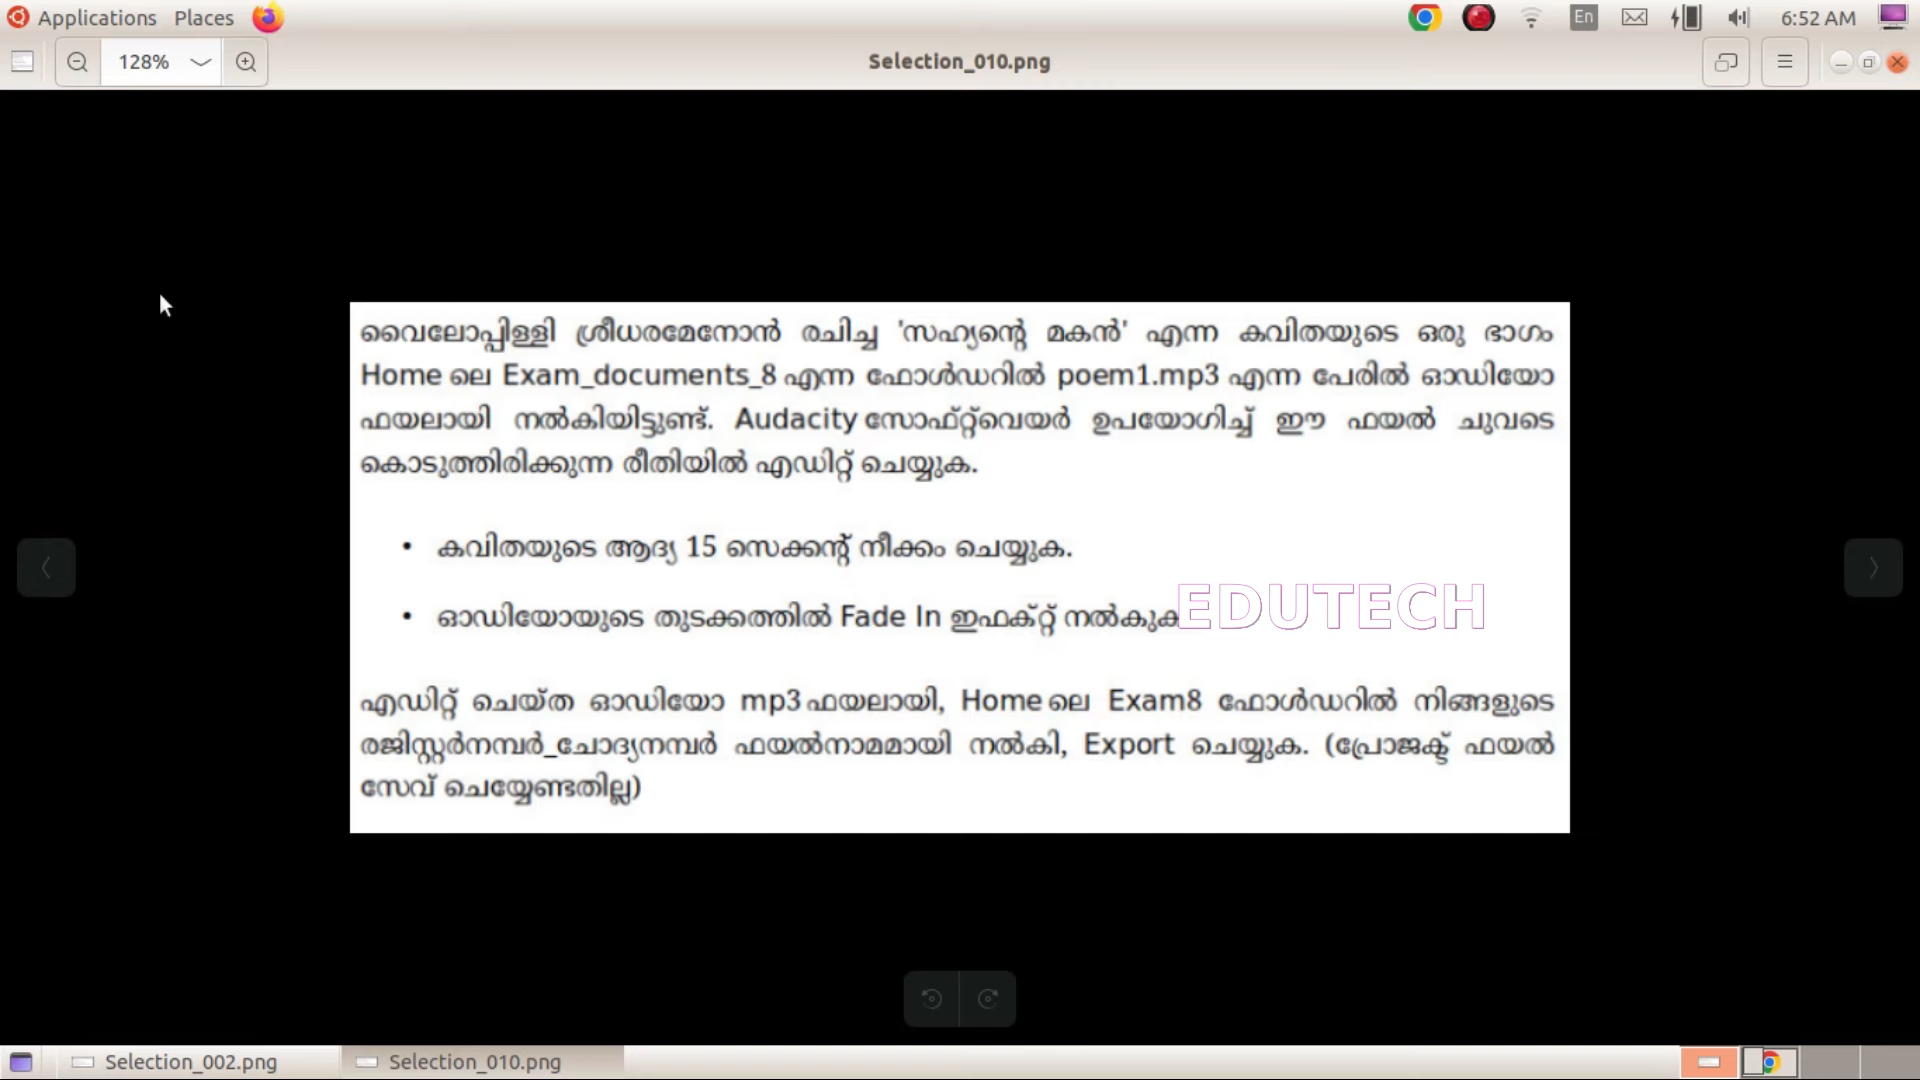 Applications Places En 6:52 AM
128% Selection_010.png
വൈലോപ്പിള്ളി ശ്രീധരമേനോൻ രചിച്ച 'സഹ്യന്റെ മകൻ' എന്ന കവിതയുടെ ഒരു ഭാഗം
Home ലെ Exam_documents_8 എന്ന ഫോൾഡറിൽ poem1.mp3 എന്ന പേരിൽ ഓഡിയോ
ഫയലായി നൽകിയിട്ടുണ്ട്. Audacity സോഫ്റ്റ്‌വെയർ ഉപയോഗിച്ച് ഈ ഫയൽ ചുവടെ
കൊടുത്തിരിക്കുന്ന രീതിയിൽ എഡിറ്റ് ചെയ്യുക.
• കവിതയുടെ ആദ്യ 15 സെക്കന്റ് നീക്കം ചെയ്യുക.
• ഓഡിയോയുടെ തുടക്കത്തിൽ Fade In ഇഫക്റ്റ് നൽകുക
EDUTECH
എഡിറ്റ് ചെയ്ത ഓഡിയോ mp3 ഫയലായി, Home ലെ Exam8 ഫോൾഡറിൽ നിങ്ങളുടെ
രജിസ്റ്റർനമ്പർ_ചോദ്യനമ്പർ ഫയൽനാമമായി നൽകി, Export ചെയ്യുക. (പ്രോജക്ട് ഫയൽ
സേവ് ചെയ്യേണ്ടതില്ല)
Selection_002.png Selection_010.png